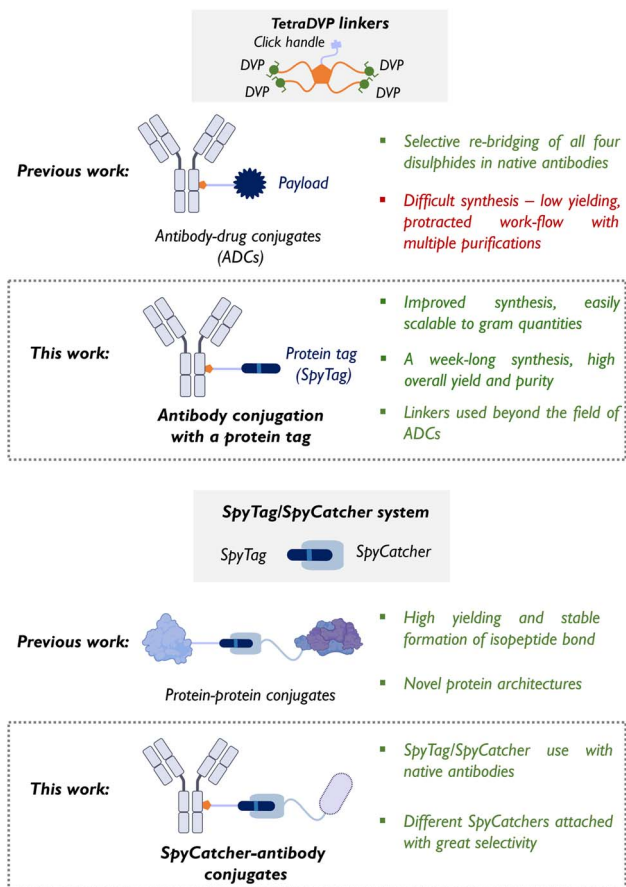 TetraDVP linkers
Click handle
DVP
DVP
DVP
DVP
Previous work:
Payload
Antibody-drug conjugates
(ADCs)
▪ Selective re-bridging of all four
disulphides in native antibodies
▪ Difficult synthesis – low yielding,
protracted work-flow with
multiple purifications
This work:
Protein tag
(SpyTag)
Antibody conjugation
with a protein tag
▪ Improved synthesis, easily
scalable to gram quantities
▪ A week-long synthesis, high
overall yield and purity
▪ Linkers used beyond the field of
ADCs
SpyTag/SpyCatcher system
SpyTag
SpyCatcher
Previous work:
Protein-protein conjugates
▪ High yielding and stable
formation of isopeptide bond
▪ Novel protein architectures
This work:
SpyCatcher-antibody
conjugates
▪ SpyTag/SpyCatcher use with
native antibodies
▪ Different SpyCatchers attached
with great selectivity